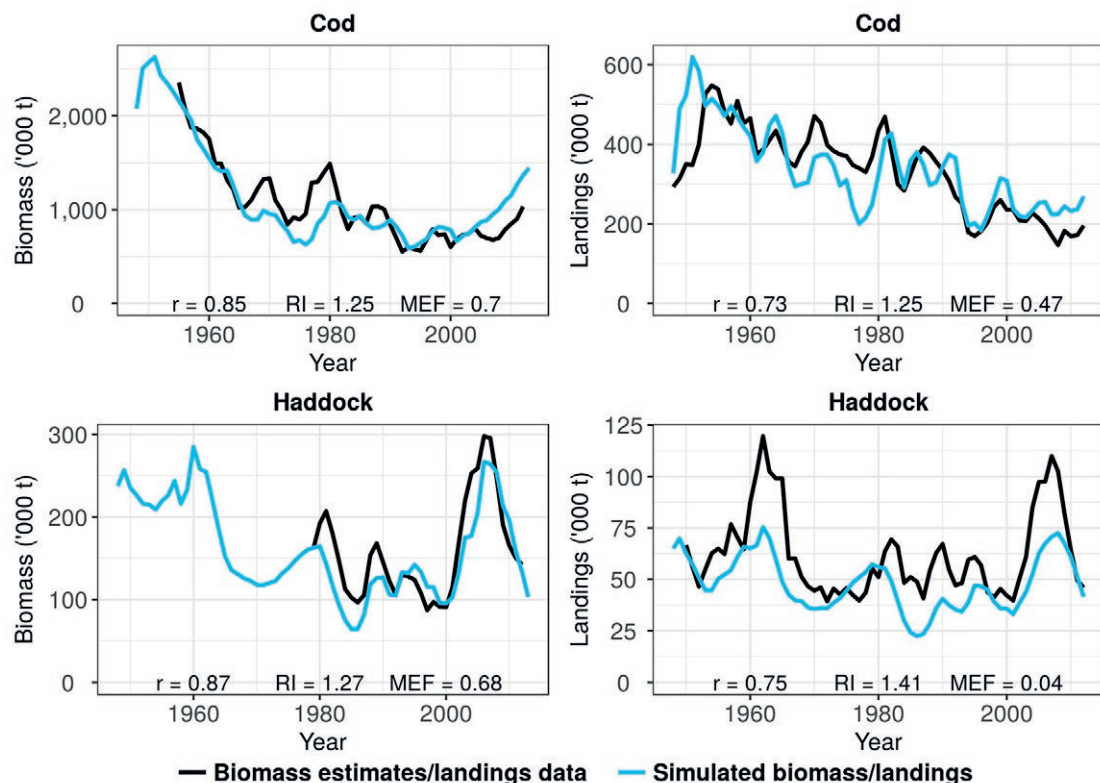 Cod
Biomass ('000 t)
2,000
1,000
0
r = 0.85 RI = 1.25 MEF = 0.7
1960 1980 2000
Year
Cod
Landings ('000 t)
600
400
200
0
r = 0.73 RI = 1.25 MEF = 0.47
1960 1980 2000
Year
Haddock
Biomass ('000 t)
300
200
100
0
r = 0.87 RI = 1.27 MEF = 0.68
1960 1980 2000
Year
Haddock
Landings ('000 t)
125
100
75
50
25
0
r = 0.75 RI = 1.41 MEF = 0.04
1960 1980 2000
Year
Biomass estimates/landings data Simulated biomass/landings